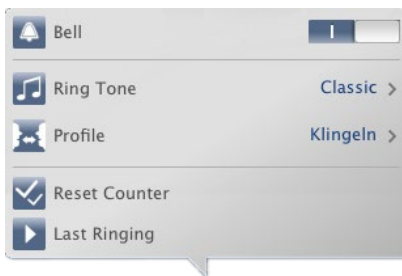 Bell
Ring Tone Classic
Profile Klingeln
Reset Counter
Last Ringing